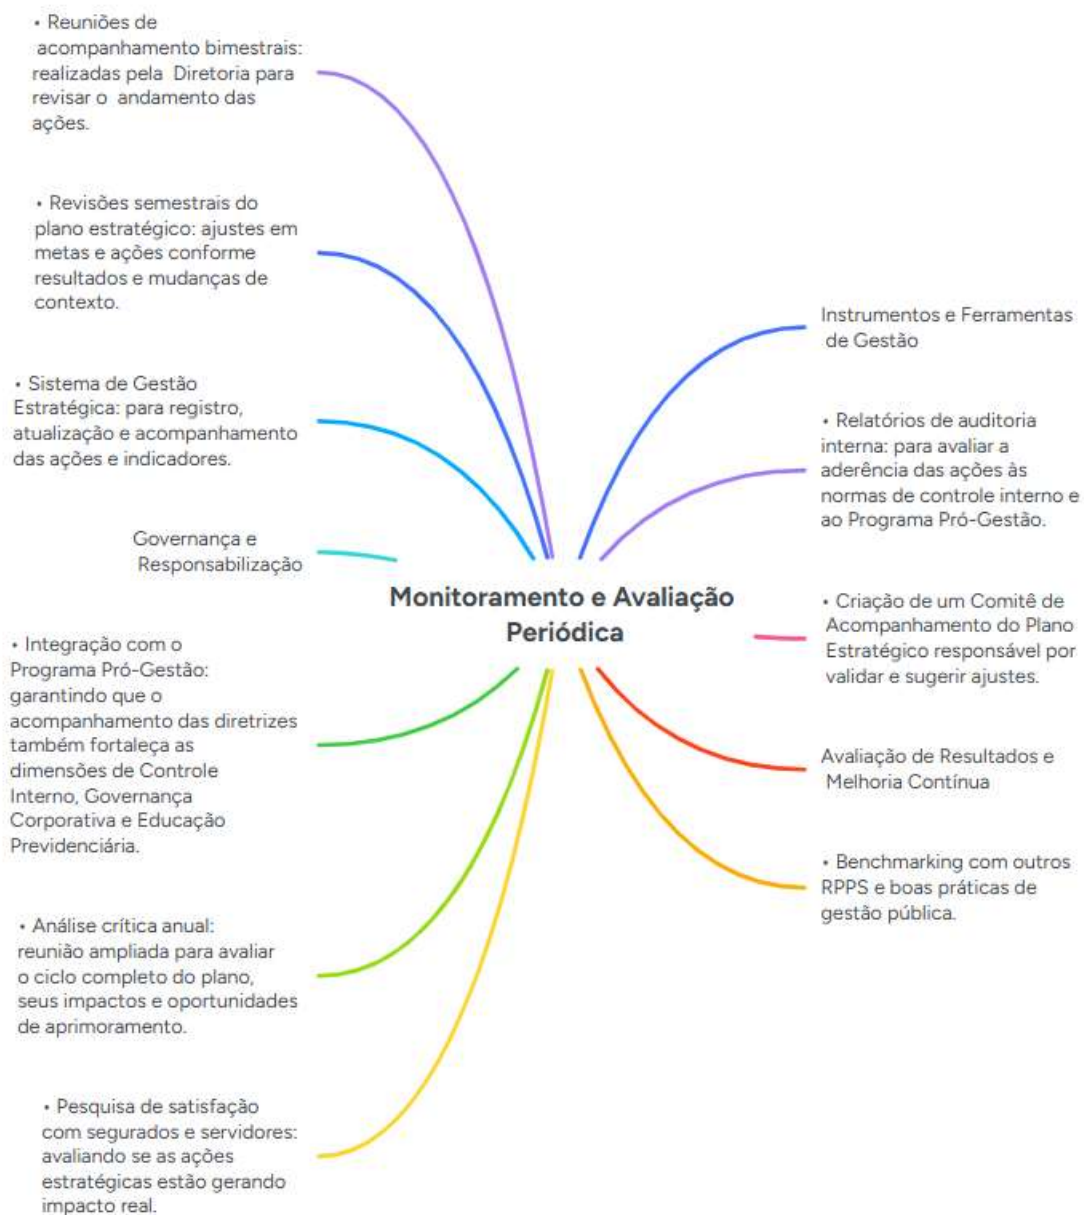 • Reuniões de
acompanhamento bimestrais:
realizadas pela Diretoria para
revisar o andamento das
ações.
• Revisões semestrais do
plano estratégico: ajustes em
metas e ações conforme
resultados e mudanças de
contexto.
• Sistema de Gestão
Estratégica: para registro,
atualização e acompanhamento
das ações e indicadores.
Governança e
Responsabilização
• Integração com o
Programa Pró-Gestão:
garantindo que o
acompanhamento das diretrizes
também fortaleça as
dimensões de Controle
Interno, Governança
Corporativa e Educação
Previdenciária.
• Análise crítica anual:
reunião ampliada para avaliar
o ciclo completo do plano,
seus impactos e oportunidades
de aprimoramento.
• Pesquisa de satisfação
com segurados e servidores:
avaliando se as ações
estratégicas estão gerando
impacto real.
Monitoramento e Avaliação
Periódica
Instrumentos e Ferramentas
de Gestão
• Relatórios de auditoria
interna: para avaliar a
aderência das ações às
normas de controle interno e
ao Programa Pró-Gestão.
• Criação de um Comitê de
Acompanhamento do Plano
Estratégico responsável por
validar e sugerir ajustes.
Avaliação de Resultados e
Melhoria Contínua
• Benchmarking com outros
RPPS e boas práticas de
gestão pública.